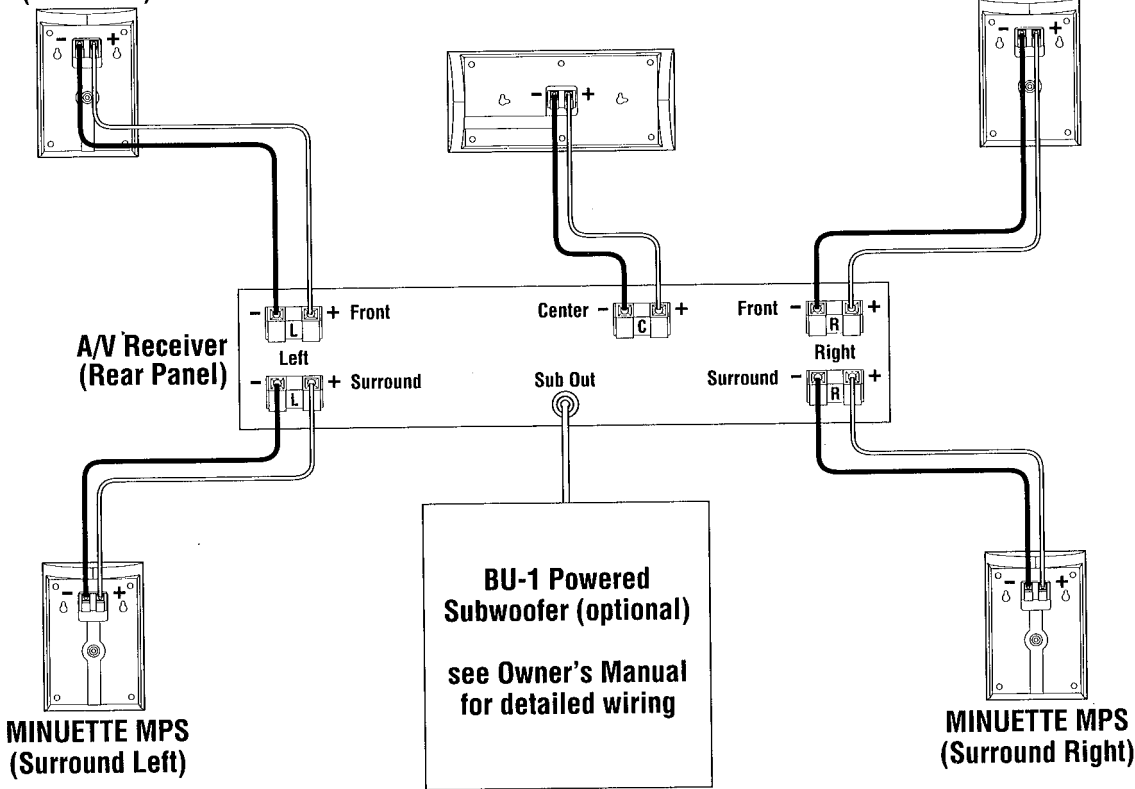 - +
- +
- +
- + Front
L
Center - +
C
Front - +
R
A/V Receiver
(Rear Panel)
Left
Right
- + Surround
L
Sub Out
Surround - +
R
- +
- +
BU-1 Powered
Subwoofer (optional)
see Owner's Manual
for detailed wiring
MINUETTE MPS
(Surround Left)
MINUETTE MPS
(Surround Right)